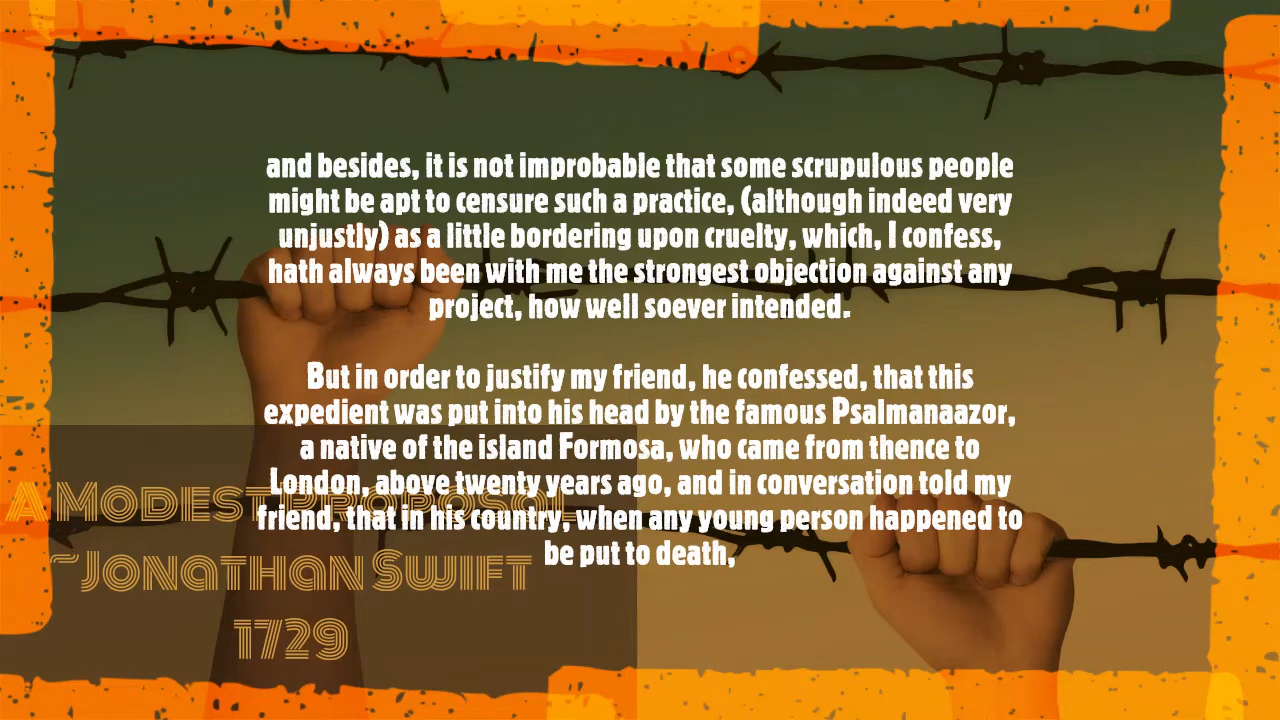 and besides, it is not improbable that some scrupulous people
might be apt to censure such a practice, (although indeed very
unjustly) as a little bordering upon cruelty, which, I confess,
hath always been with me the strongest objection against any
project, how well soever intended.
But in order to justify my friend, he confessed, that this
expedient was put into his head by the famous Psalmanaazor,
a native of the island Formosa, who came from thence to
London, above twenty years ago, and in conversation told my
friend, that in his country, when any young person happened to
be put to death,
A Modest Proposal
~Jonathan Swift
1729